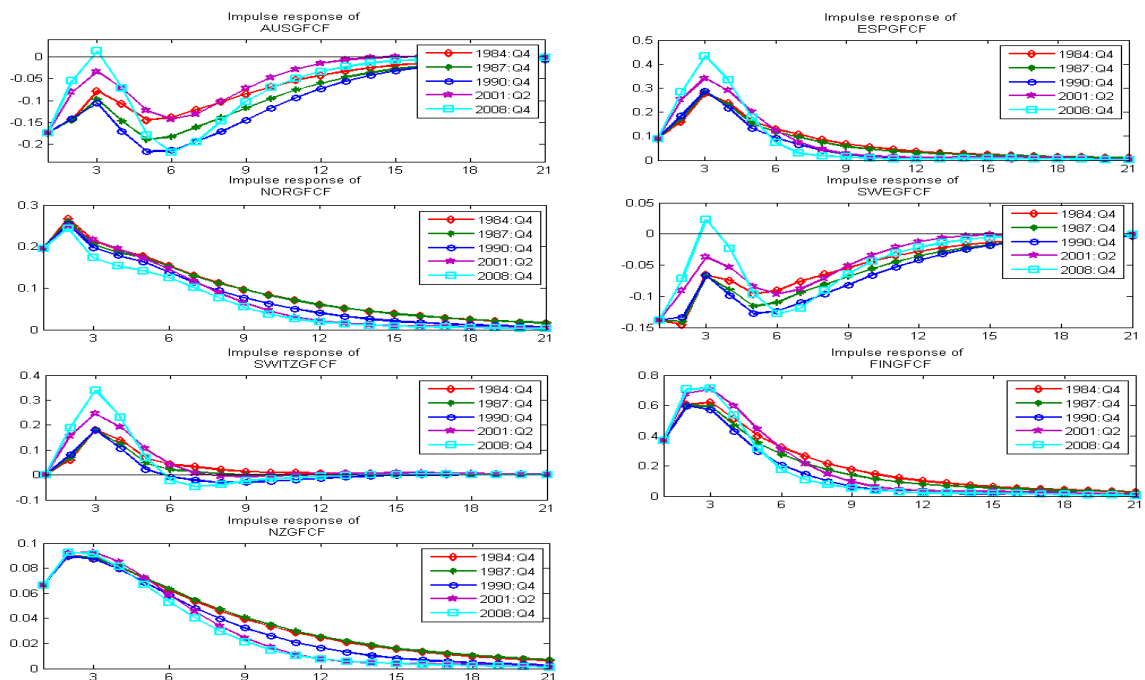 Impulse response of
AUSGFCF
0
-0.05
-0.1
-0.15
-0.2
3 6 9 12 15 18 21
1984:Q4
1987:Q4
1990:Q4
2001:Q2
2008:Q4
Impulse response of
ESPGFCF
0.5
0.4
0.3
0.2
0.1
0
3 6 9 12 15 18 21
1984:Q4
1987:Q4
1990:Q4
2001:Q2
2008:Q4
Impulse response of
NORGFCF
0.3
0.2
0.1
0
3 6 9 12 15 18 21
1984:Q4
1987:Q4
1990:Q4
2001:Q2
2008:Q4
Impulse response of
SWEGFCF
0.05
0
-0.05
-0.1
-0.15
3 6 9 12 15 18 21
1984:Q4
1987:Q4
1990:Q4
2001:Q2
2008:Q4
Impulse response of
SWITZGFCF
0.4
0.3
0.2
0.1
0
-0.1
3 6 9 12 15 18 21
1984:Q4
1987:Q4
1990:Q4
2001:Q2
2008:Q4
Impulse response of
FINGFCF
0.8
0.6
0.4
0.2
0
3 6 9 12 15 18 21
1984:Q4
1987:Q4
1990:Q4
2001:Q2
2008:Q4
Impulse response of
NZGFCF
0.1
0.08
0.06
0.04
0.02
0
3 6 9 12 15 18 21
1984:Q4
1987:Q4
1990:Q4
2001:Q2
2008:Q4